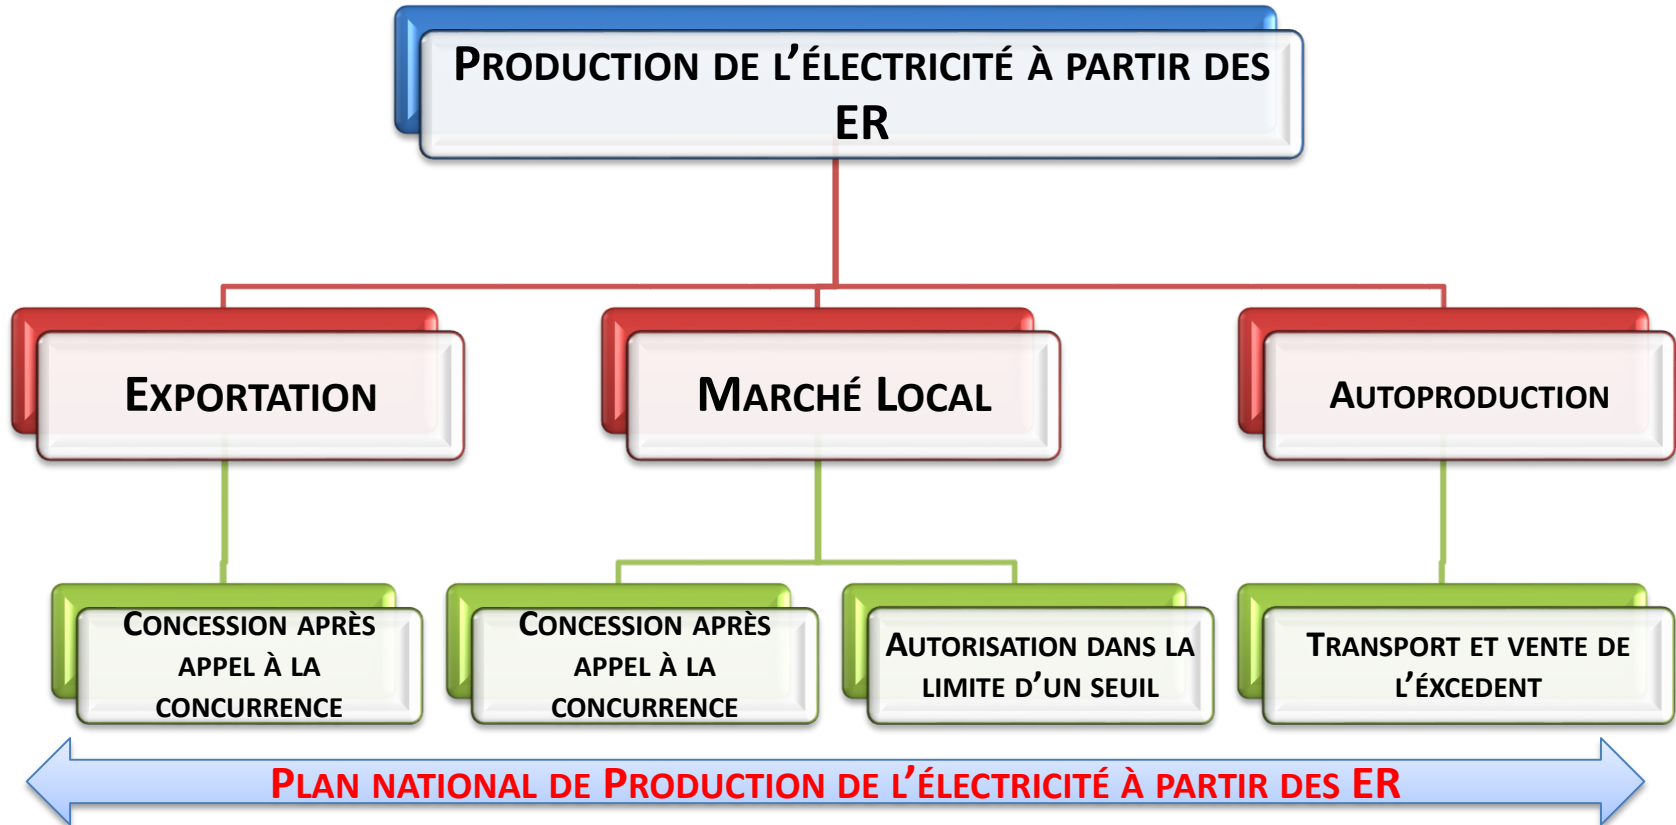 Production de l’électricité à partir des
ER
Exportation
Marché Local
Autoproduction
Concession après
appel à la
concurrence
Concession après
appel à la
concurrence
Autorisation dans la
limite d’un seuil
Transport et vente de
l’éxcedent
Plan national de Production de l’électricité à partir des ER